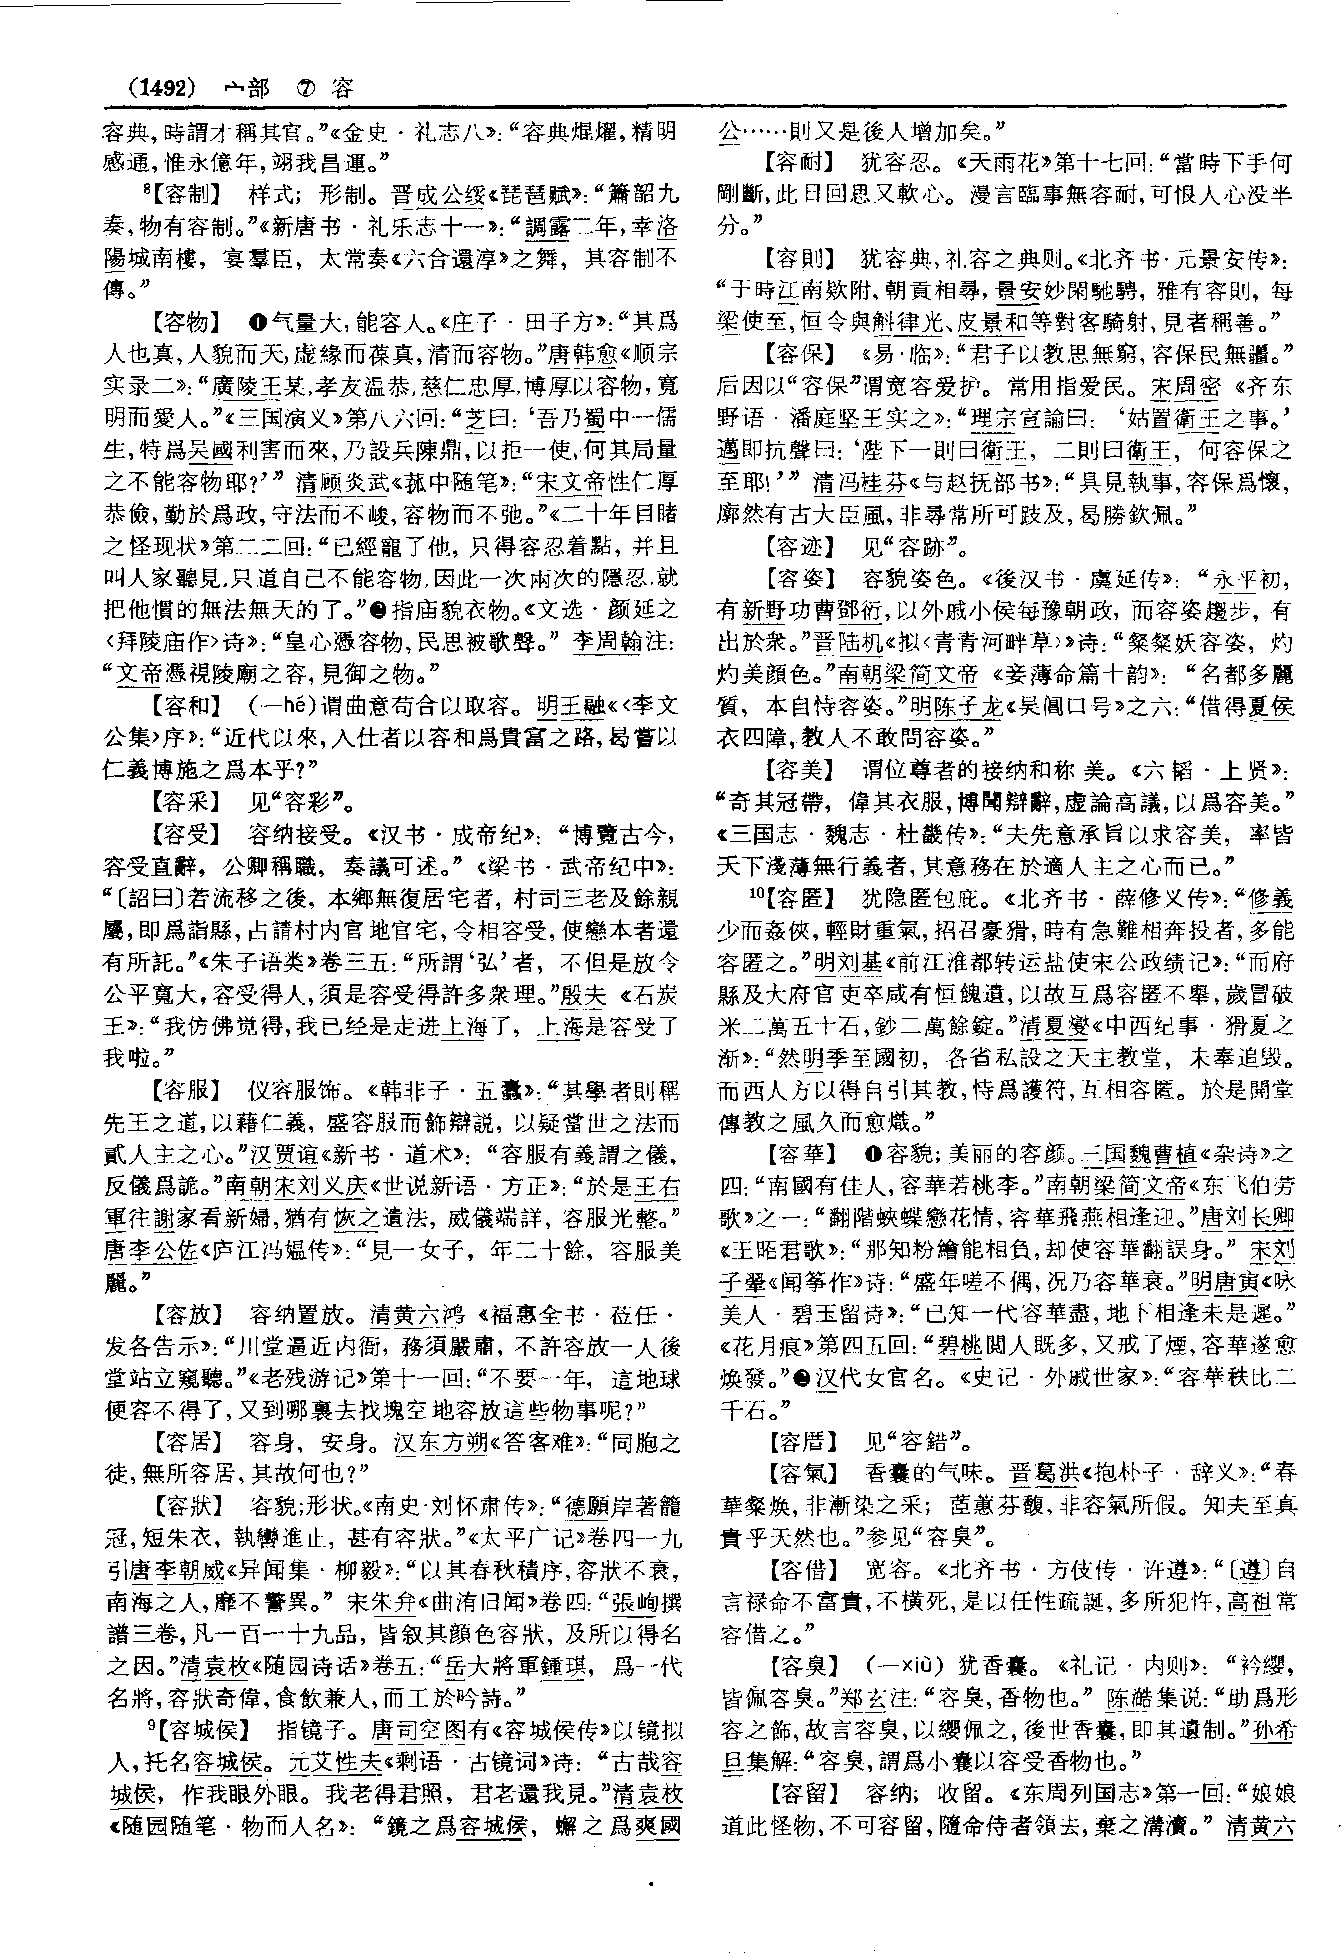 （1492） 宀部 ⑦ 容
容典，時謂才稱其官。”《金史·礼志八》：“容典焜燿，精明
感通，惟永億年，翊我昌運。”
⁸【容制】 样式；形制。晋成公绥《琵琶赋》：“簫韶九
奏，物有容制。”《新唐书·礼乐志十一》：“調露二年，幸洛
陽城南樓，宴羣臣，太常奏《六合還淳》之舞，其容制不
傳。”
【容物】 ❶气量大，能容人。《庄子·田子方》：“其爲
人也真，人貌而天，虚緣而葆真，清而容物。”唐韩愈《顺宗
实录二》：“廣陵王某，孝友温恭，慈仁忠厚，博厚以容物，寬
明而愛人。”《三国演义》第八六回：“芝曰：‘吾乃蜀中一儒
生，特爲吴國利害而來，乃設兵陳鼎，以拒一使，何其局量
之不能容物耶？’” 清顾炎武《菰中随笔》：“宋文帝性仁厚
恭儉，勤於爲政，守法而不峻，容物而不弛。”《二十年目睹
之怪现状》第二二回：“已經寵了他，只得容忍着點，并且
叫人家聽見，只道自己不能容物，因此一次兩次的隱忍，就
把他慣的無法無天的了。”❷指庙貌衣物。《文选·颜延之
〈拜陵庙作〉诗》：“皇心憑容物，民思被歌聲。” 李周翰注：
“文帝憑視陵廟之容，見御之物。”
【容和】 （—hé）谓曲意苟合以取容。明王融《〈李文
公集〉序》：“近代以來，入仕者以容和爲貴富之路，曷嘗以
仁義博施之爲本乎？”
【容采】 见“容彩”。
【容受】 容纳接受。《汉书·成帝纪》：“博覽古今，
容受直辭，公卿稱職，奏議可述。”《梁书·武帝纪中》：
“〔詔曰〕若流移之後，本鄉無復居宅者，村司三老及餘親
屬，即爲詣縣，占請村内官地官宅，令相容受，使戀本者還
有所託。”《朱子语类》卷三五：“所謂‘弘’者，不但是放令
公平寬大，容受得人，須是容受得許多衆理。”殷夫《石炭
王》：“我仿佛觉得，我已经是走进上海了，上海是容受了
我啦。”
【容服】 仪容服饰。《韩非子·五蠹》：“其學者則稱
先王之道，以藉仁義，盛容服而飾辯説，以疑當世之法而
貳人主之心。”汉贾谊《新书·道术》：“容服有義謂之儀，
反儀爲詭。”南朝宋刘义庆《世说新语·方正》：“於是王右
軍往謝家看新婦，猶有恢之遺法，威儀端詳，容服光整。”
唐李公佐《庐江冯媪传》：“見一女子，年二十餘，容服美
麗。”
【容放】 容纳置放。清黄六鸿《福惠全书·莅任·
发各告示》：“川堂逼近内衙，務須嚴肅，不許容放一人後
堂站立窺聽。”《老残游记》第十一回：“不要一年，這地球
便容不得了，又到哪裏去找塊空地容放這些物事呢？”
【容居】 容身，安身。汉东方朔《答客难》：“同胞之
徒，無所容居，其故何也？”
【容狀】 容貌；形状。《南史·刘怀肃传》：“德願岸著籠
冠，短朱衣，執轡進止，甚有容狀。”《太平广记》卷四一九
引唐李朝威《异闻集·柳毅》：“以其春秋積序，容狀不衰，
南海之人，靡不驚異。” 宋朱弁《曲洧旧闻》卷四：“張峋撰
譜三卷，凡一百一十九品，皆叙其顔色容狀，及所以得名
之因。”清袁枚《随园诗话》卷五：“岳大將軍鍾琪，爲一代
名將，容狀奇偉，食飲兼人，而工於吟詩。”
⁹【容城侯】 指镜子。唐司空图有《容城侯传》以镜拟
人，托名容城侯。元艾性夫《剩语·古镜词》诗：“古哉容
城侯，作我眼外眼。我老得君照，君老還我見。”清袁枚
《随园随笔·物而人名》：“鏡之爲容城侯，蠏之爲爽國
公……則又是後人增加矣。”
【容耐】 犹容忍。《天雨花》第十七回：“當時下手何
剛斷，此日回思又軟心。漫言臨事無容耐，可恨人心没半
分。”
【容則】 犹容典，礼容之典则。《北齐书·元景安传》：
“于時江南欵附，朝貢相尋，景安妙閑馳騁，雅有容則，每
梁使至，恒令與斛律光、皮景和等對客騎射，見者稱善。”
【容保】 《易·临》：“君子以教思無窮，容保民無疆。”
后因以“容保”谓宽容爱护。常用指爱民。宋周密《齐东
野语·潘庭坚王实之》：“理宗宣諭曰：‘姑置衛王之事。’
邁即抗聲曰：‘陛下一則曰衛王，二則曰衛王，何容保之
至耶！’” 清冯桂芬《与赵抚部书》：“具見執事，容保爲懷，
廓然有古大臣風，非尋常所可跂及，曷勝欽佩。”
【容迹】 见“容跡”。
【容姿】 容貌姿色。《後汉书·虞延传》：“永平初，
有新野功曹鄧衍，以外戚小侯每豫朝政，而容姿趨步，有
出於衆。”晋陆机《拟〈青青河畔草〉》诗：“粲粲妖容姿，灼
灼美顔色。”南朝梁简文帝《妾薄命篇十韵》：“名都多麗
質，本自恃容姿。”明陈子龙《吴阊口号》之六：“借得夏侯
衣四障，教人不敢問容姿。”
【容美】 谓位尊者的接纳和称美。《六韬·上贤》：
“奇其冠帶，偉其衣服，博聞辯辭，虚論高議，以爲容美。”
《三国志·魏志·杜畿传》：“夫先意承旨以求容美，率皆
天下淺薄無行義者，其意務在於適人主之心而已。”
¹⁰【容匿】 犹隐匿包庇。《北齐书·薛修义传》：“修義
少而姦俠，輕財重氣，招召豪猾，時有急難相奔投者，多能
容匿之。”明刘基《前江淮都转运盐使宋公政绩记》：“而府
縣及大府官吏卒咸有恒餽遺，以故互爲容匿不舉，歲冒破
米二萬五十石，鈔二萬餘錠。”清夏燮《中西纪事·猾夏之
渐》：“然明季至國初，各省私設之天主教堂，未奉追毁。
而西人方以得自引其教，恃爲護符，互相容匿。於是開堂
傳教之風久而愈熾。”
【容華】 ❶容貌；美丽的容颜。三国魏曹植《杂诗》之
四：“南國有佳人，容華若桃李。”南朝梁简文帝《东飞伯劳
歌》之一：“翻階蛺蝶戀花情，容華飛燕相逢迎。”唐刘长卿
《王昭君歌》：“那知粉繪能相負，却使容華翻誤身。” 宋刘
子翚《闻筝作》诗：“盛年嗟不偶，况乃容華衰。”明唐寅《咏
美人·碧玉留诗》：“已知一代容華盡，地下相逢未是遲。”
《花月痕》第四五回：“碧桃閲人既多，又戒了煙，容華遂愈
焕發。”❷汉代女官名。《史记·外戚世家》：“容華秩比二
千石。”
【容厝】 见“容錯”。
【容氣】 香囊的气味。晋葛洪《抱朴子·辞义》：“春
華粲焕，非漸染之采；茝蕙芬馥，非容氣所假。知夫至真
貴乎天然也。”参见“容臭”。
【容借】 宽容。《北齐书·方伎传·许遵》：“〔遵〕自
言禄命不富貴，不横死，是以任性疏誕，多所犯忤，高祖常
容借之。”
【容臭】 （—xiù）犹香囊。《礼记·内则》：“衿纓，
皆佩容臭。”郑玄注：“容臭，香物也。” 陈澔集说：“助爲形
容之飾，故言容臭，以纓佩之，後世香囊，即其遺制。”孙希
旦集解：“容臭，謂爲小囊以容受香物也。”
【容留】 容纳；收留。《东周列国志》第一回：“娘娘
道此怪物，不可容留，隨命侍者領去，棄之溝瀆。” 清黄六